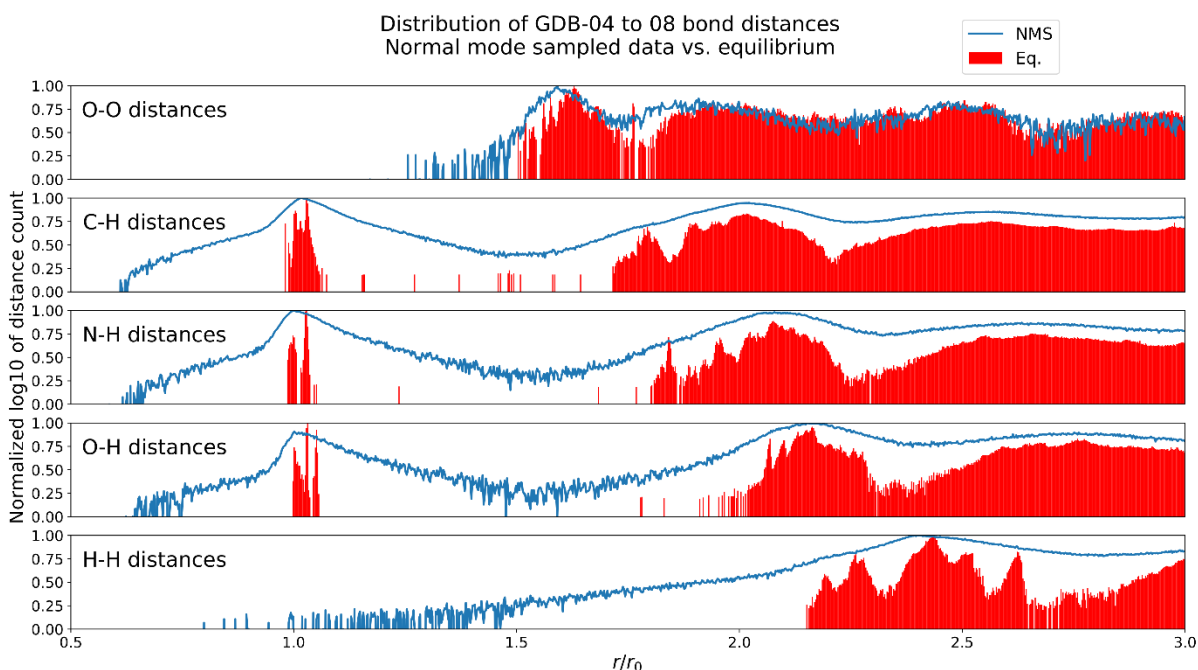 Distribution of GDB-04 to 08 bond distances
Normal mode sampled data vs. equilibrium
NMS
Eq.
Normalized log10 of distance count
1.00
0.75
0.50
0.25
0.00
O-O distances
1.00
0.75
0.50
0.25
0.00
C-H distances
1.00
0.75
0.50
0.25
0.00
N-H distances
1.00
0.75
0.50
0.25
0.00
O-H distances
1.00
0.75
0.50
0.25
0.00
H-H distances
0.5 1.0 1.5 2.0 2.5 3.0
r/r₀